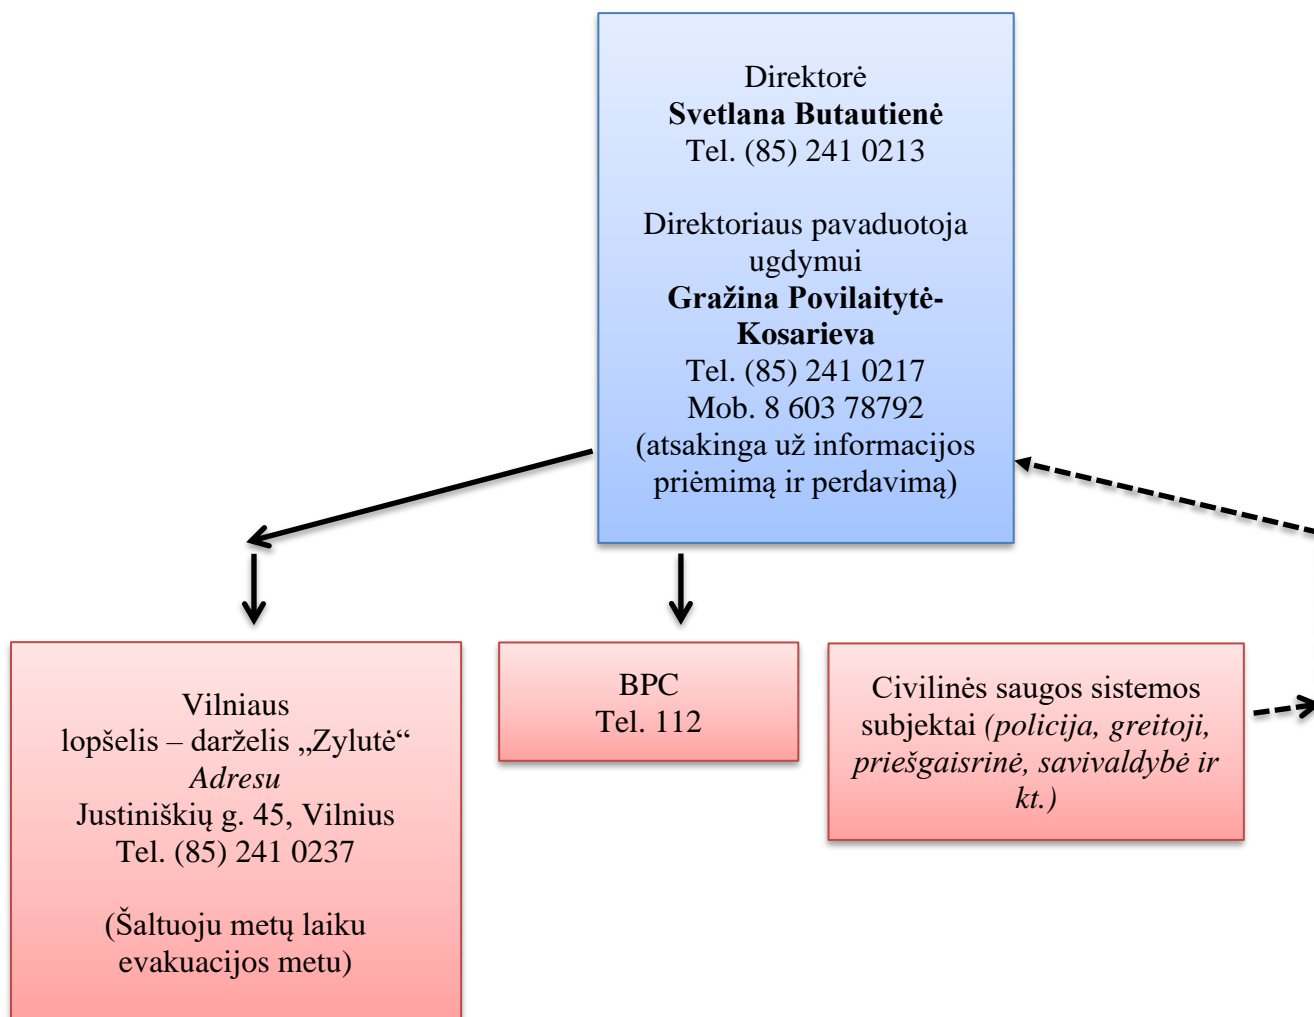 Direktorė
Svetlana Butautienė
Tel. (85) 241 0213
Direktoriaus pavaduotoja
ugdymui
Gražina Povilaitytė-
Kosarieva
Tel. (85) 241 0217
Mob. 8 603 78792
(atsakinga už informacijos
priėmimą ir perdavimą)
Vilniaus
lopšelis – darželis „Zylutė“
Adresu
Justiniškių g. 45, Vilnius
Tel. (85) 241 0237
(Šaltuoju metų laiku
evakuacijos metu)
BPC
Tel. 112
Civilinės saugos sistemos
subjektai (policija, greitoji,
priešgaisrinė, savivaldybė ir
kt.)